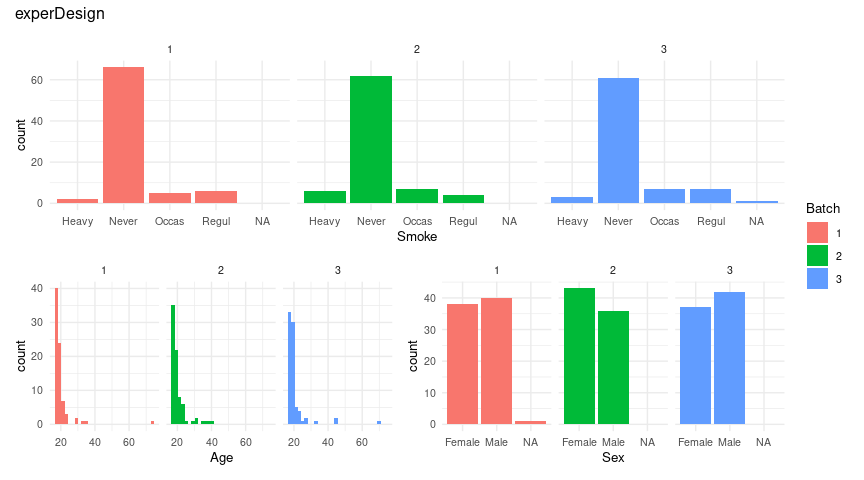 experDesign
1 2 3
60
40
20
0
count
Heavy Never Occas Regul NA Heavy Never Occas Regul NA Heavy Never Occas Regul NA
Smoke
Batch
1
2
3
1 2 3
40
30
20
10
0
count
20 40 60 20 40 60 20 40 60
Age
1 2 3
40
30
20
10
0
count
Female Male NA Female Male NA Female Male NA
Sex